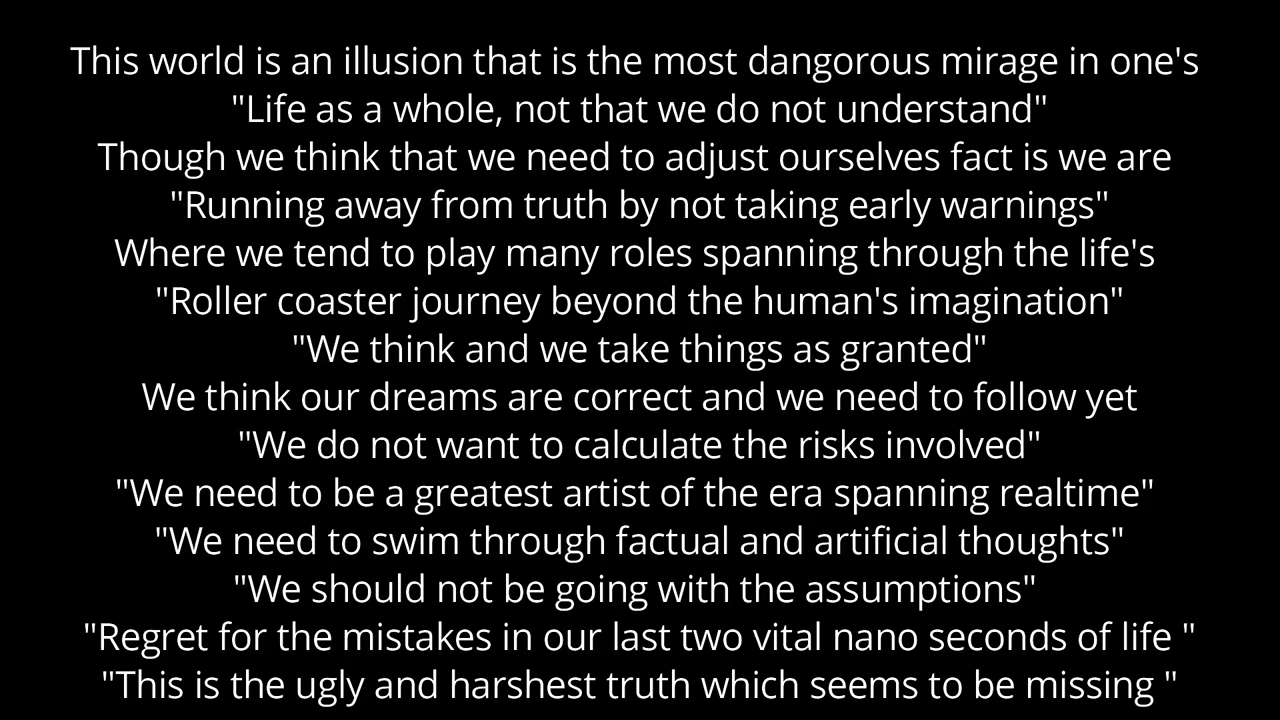 This world is an illusion that is the most dangorous mirage in one's
"Life as a whole, not that we do not understand"
Though we think that we need to adjust ourselves fact is we are
"Running away from truth by not taking early warnings"
Where we tend to play many roles spanning through the life's
"Roller coaster journey beyond the human's imagination"
"We think and we take things as granted"
We think our dreams are correct and we need to follow yet
"We do not want to calculate the risks involved"
"We need to be a greatest artist of the era spanning realtime"
"We need to swim through factual and artificial thoughts"
"We should not be going with the assumptions"
"Regret for the mistakes in our last two vital nano seconds of life "
"This is the ugly and harshest truth which seems to be missing "